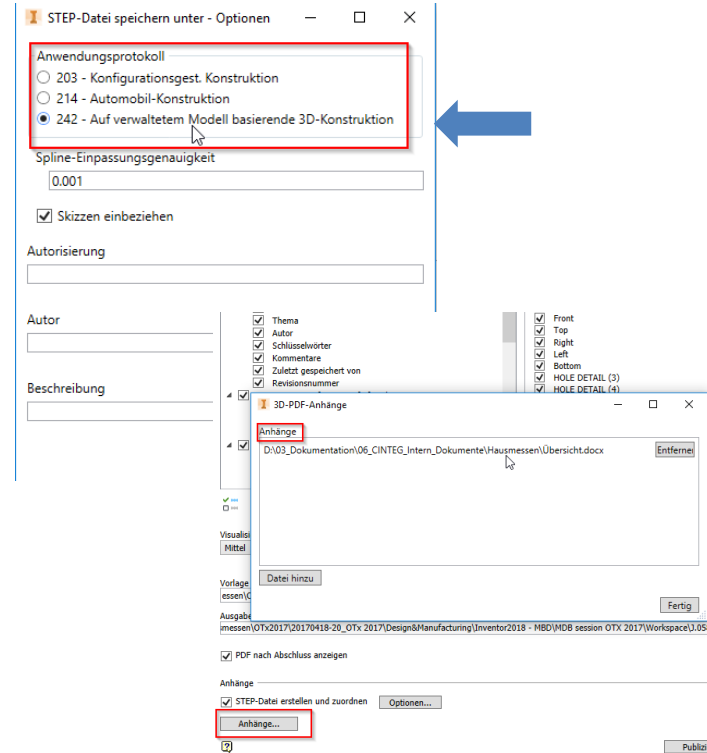 STEP-Datei speichern unter - Optionen
Anwendungsprotokoll
203 - Konfigurationsgest. Konstruktion
214 - Automobil-Konstruktion
242 - Auf verwaltetem Modell basierende 3D-Konstruktion
Spline-Einpassungsgenauigkeit
0.001
Skizzen einbeziehen
Autorisierung
Autor
Beschreibung
Thema
Autor
Schlüsselwörter
Kommentare
Zuletzt gespeichert von
Revisionsnummer
Front
Top
Right
Left
Bottom
HOLE DETAIL (3)
HOLE DETAIL (4)
3D-PDF-Anhänge
Anhänge
D:\03_Dokumentation\06_CINTEG_Intern_Dokumente\Hausmessen\Übersicht.docx
Entferne
Datei hinzu
Fertig
Visualisi
Mittel
Vorlage
essen\
Ausgabe
messen\OTx2017\20170418-20_OTx 2017\Design&Manufacturing\Inventor2018 - MBD\MDB session OTX 2017\Workspace\J.05
PDF nach Abschluss anzeigen
Anhänge
STEP-Datei erstellen und zuordnen Optionen...
Anhänge...
Publizi